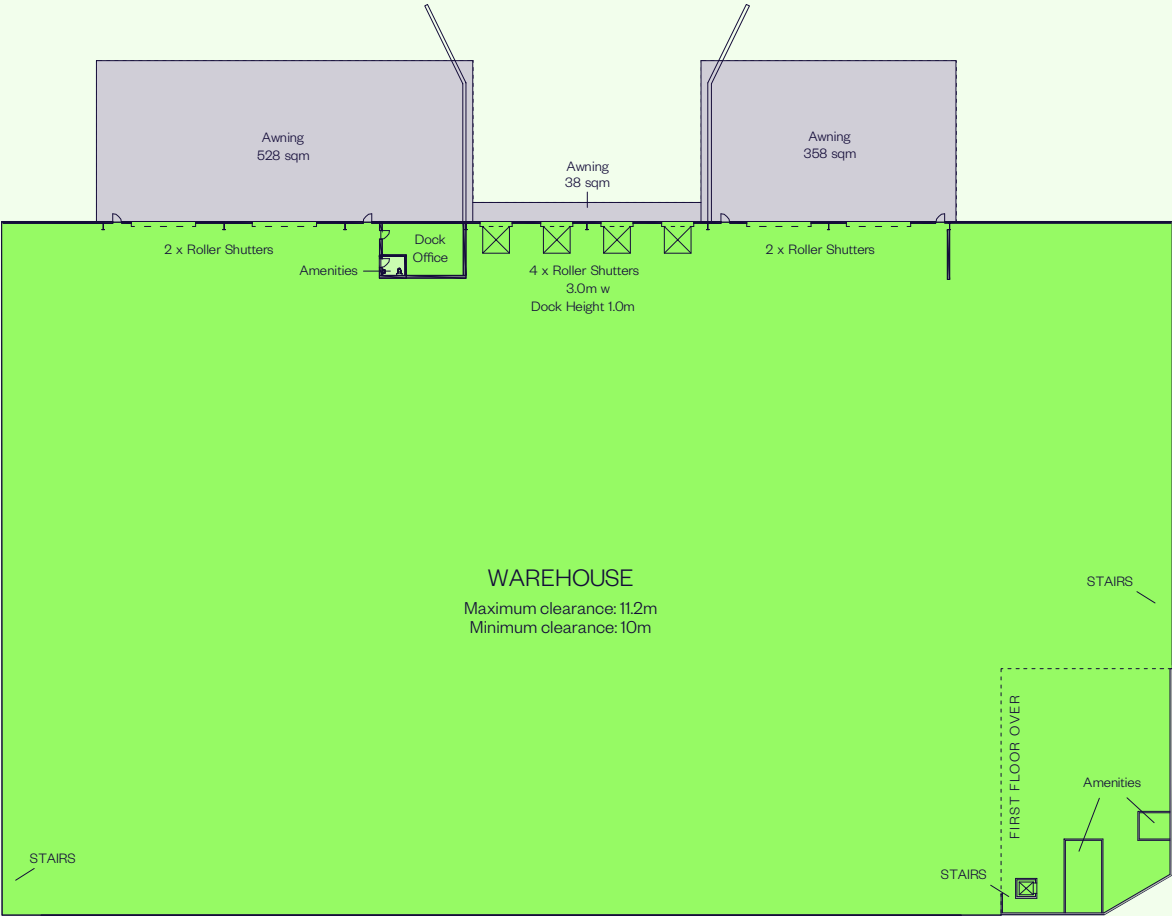 Awning
528 sqm
Awning
38 sqm
Awning
358 sqm
2 x Roller Shutters
Dock
Office
Amenities
4 x Roller Shutters
3.0m w
Dock Height 1.0m
2 x Roller Shutters
WAREHOUSE
Maximum clearance: 11.2m
Minimum clearance: 10m
STAIRS
FIRST FLOOR OVER
Amenities
STAIRS
STAIRS